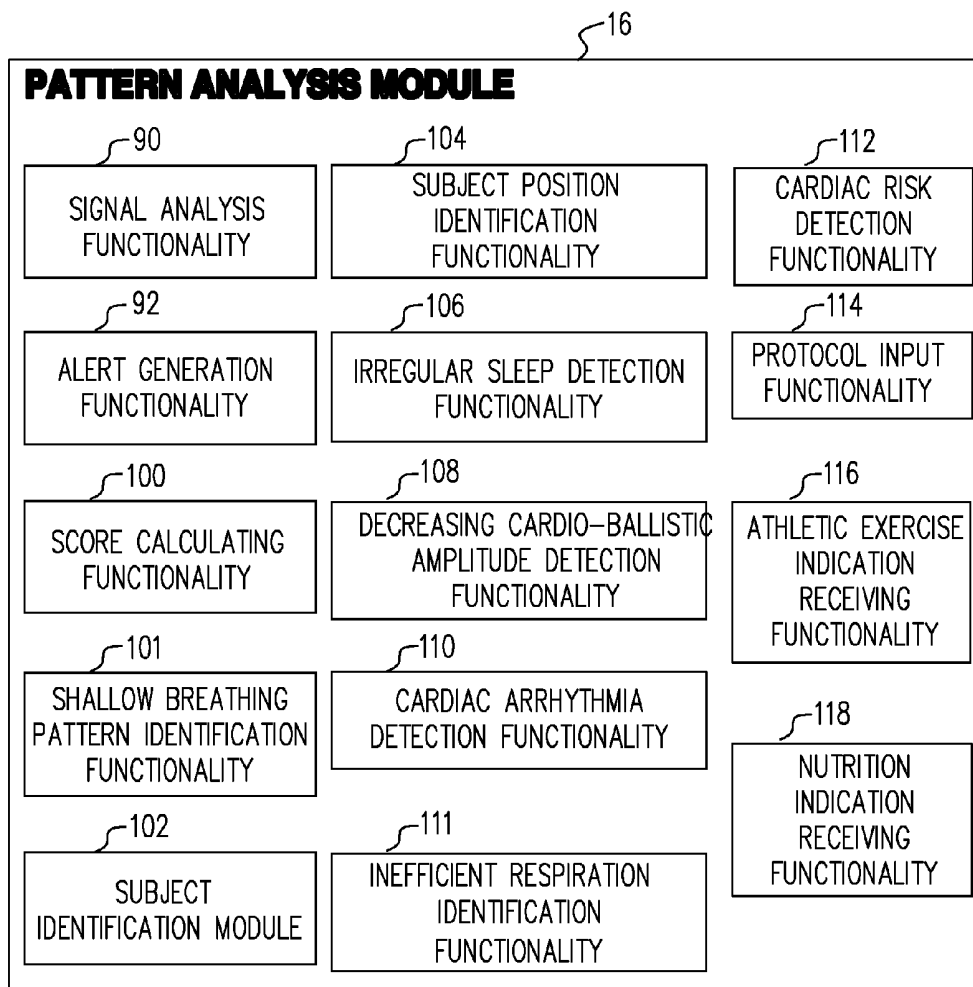 16
PATTERN ANALYSIS MODULE
90
SIGNAL ANALYSIS
FUNCTIONALITY
92
ALERT GENERATION
FUNCTIONALITY
100
SCORE CALCULATING
FUNCTIONALITY
101
SHALLOW BREATHING
PATTERN IDENTIFICATION
FUNCTIONALITY
102
SUBJECT
IDENTIFICATION MODULE
104
SUBJECT POSITION
IDENTIFICATION
FUNCTIONALITY
106
IRREGULAR SLEEP DETECTION
FUNCTIONALITY
108
DECREASING CARDIO-BALLISTIC
AMPLITUDE DETECTION
FUNCTIONALITY
110
CARDIAC ARRHYTHMIA
DETECTION FUNCTIONALITY
111
INEFFICIENT RESPIRATION
IDENTIFICATION
FUNCTIONALITY
112
CARDIAC RISK
DETECTION
FUNCTIONALITY
114
PROTOCOL INPUT
FUNCTIONALITY
116
ATHLETIC EXERCISE
INDICATION
RECEIVING
FUNCTIONALITY
118
NUTRITION
INDICATION
RECEIVING
FUNCTIONALITY